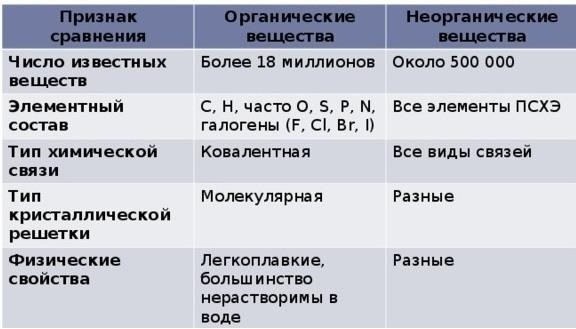 Признак Органические Неорганические
сравнения вещества вещества
Число известных Более 18 миллионов Около 500 000
веществ
Элементный С, Н, часто О, S, P, N, Все элементы ПСХЭ
состав галогены (F, Cl, Br, I)
Тип химической Ковалентная Все виды связей
связи
Тип Молекулярная Разные
кристаллической
решетки
Физические Легкоплавкие, Разные
свойства большинство
нерастворимы в
воде